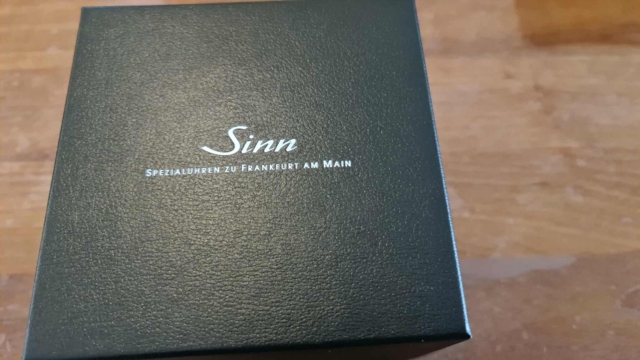 Sinn
SPEZIALUHREN ZU FRANKFURT AM MAIN